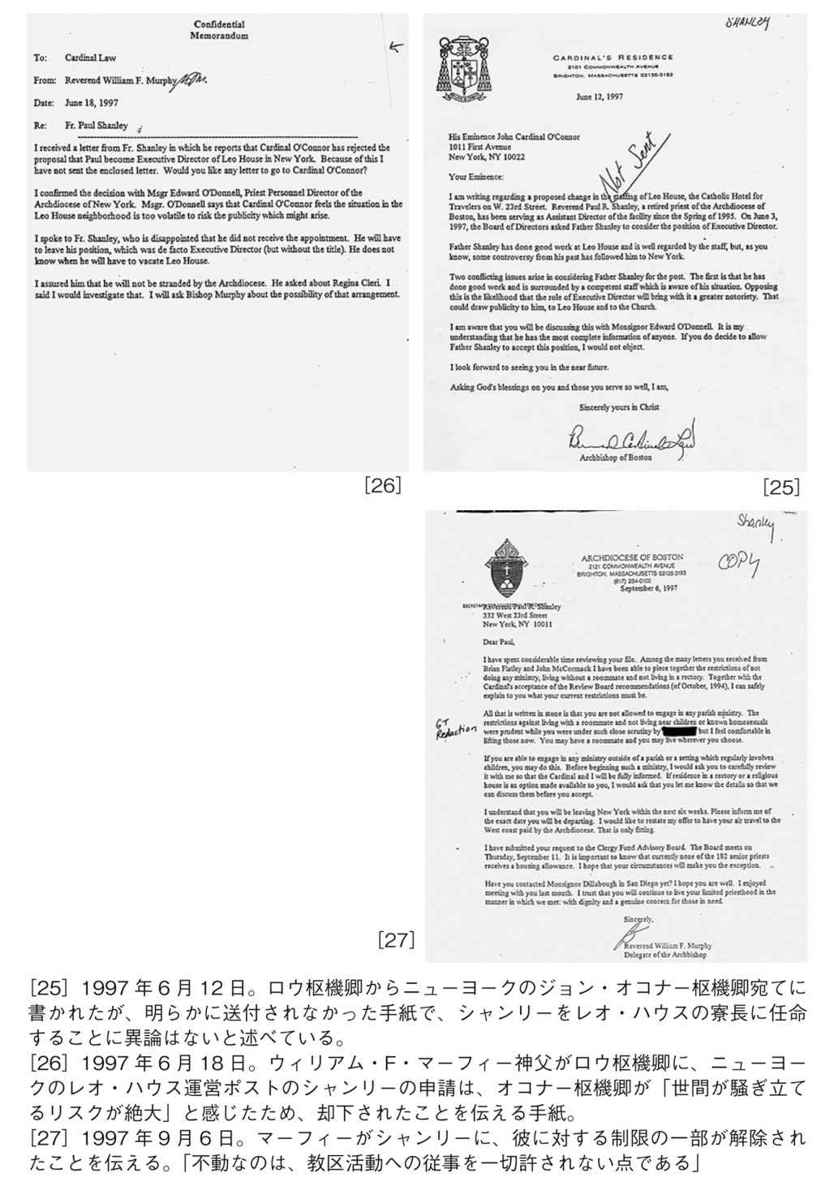 Confidential
Memorandum
To: Cardinal Law
From: Reverend William F. Murphy
Date: June 18, 1997
Re: Fr. Paul Shanley
I received a letter from Fr. Shanley in which he reports that Cardinal O'Connor has rejected the
proposal that Paul become Executive Director of Leo House in New York. Because of this I
have not sent the enclosed letter. Would you like any letter to go to Cardinal O'Connor?
I confirmed the decision with Msgr Edward O'Donnell, Priest Personnel Director of the
Archdiocese of New York. Msgr. O'Donnell says that Cardinal O'Connor feels the situation in the
Leo House neighborhood is too volatile to risk the publicity which might arise.
I spoke to Fr. Shanley, who is disappointed that he did not receive the appointment. He will have
to leave his position, which was de facto Executive Director (but without the title). He does not
know when he will have to vacate Leo House.
I assured him that he will not be stranded by the Archdiocese. He asked about Regina Cleri. I
said I would investigate that. I will ask Bishop Murphy about the possibility of that arrangement.
[26]
SHANLEY
CARDINAL'S RESIDENCE
2101 COMMONWEALTH AVENUE
BRIGHTON, MASSACHUSETTS 02135-3192
June 12, 1997
His Eminence John Cardinal O'Connor
1011 First Avenue
New York, NY 10022
Not Sent
Your Eminence:
I am writing regarding a proposed change in the staffing of Leo House, the Catholic Hotel for
Travelers on W. 23rd Street. Reverend Paul R. Shanley, a retired priest of the Archdiocese of
Boston, has been serving as Assistant Director of the facility since the Spring of 1995. On June 3,
1997, the Board of Directors asked Father Shanley to consider the position of Executive Director.
Father Shanley has done good work at Leo House and is well regarded by the staff, but, as you
know, some controversy from his past has followed him to New York.
Two conflicting issues arise in considering Father Shanley for the post. The first is that he has
done good work and is surrounded by a competent staff which is aware of his situation. Opposing
this is the likelihood that the role of Executive Director will bring with it a greater notoriety. That
could draw publicity to him, to Leo House and to the Church.
I am aware that you will be discussing this with Monsignor Edward O'Donnell. It is my
understanding that he has the most complete information of anyone. If you do decide to allow
Father Shanley to accept this position, I would not object.
I look forward to seeing you in the near future.
Asking God's blessings on you and those you serve so well, I am,
Sincerely yours in Christ
Bernard Cardinal Law
Archbishop of Boston
[25]
Shanley
COPY
ARCHDIOCESE OF BOSTON
2121 COMMONWEALTH AVENUE
BRIGHTON, MASSACHUSETTS 02135-3193
(617) 254-0100
September 6, 1997
Reverend Paul R. Shanley
332 West 23rd Street
New York, NY 10011
Dear Paul,
I have spent considerable time reviewing your file. Among the many letters you received from
Brian Flatley and John McCormack I have been able to piece together the restrictions of not
doing any ministry, living without a roommate and not living in a rectory. Together with the
Cardinal's acceptance of the Review Board recommendations (of October, 1994), I can safely
explain to you what your current restrictions must be.
All that is written in stone is that you are not allowed to engage in any parish ministry. The
restrictions against living with a roommate and not living near children or known homosexuals
were prudent while you were under such close scrutiny by but I feel comfortable in
lifting those now. You may have a roommate and you may live wherever you choose.
GT
Redaction
If you are able to engage in any ministry outside of a parish or a setting which regularly involves
children, you may do this. Before beginning such a ministry, I would ask you to carefully review
it with me so that the Cardinal and I will be fully informed. If residence in a rectory or a religious
house is an option made available to you, I would ask that you let me know the details so that we
can discuss them before you accept.
I understand that you will be leaving New York within the next six weeks. Please inform me of
the exact date you will be departing. I would like to restate my offer to have your air travel to the
West coast paid by the Archdiocese. That is only fitting.
I have submitted your request to the Clergy Fund Advisory Board. The Board meets on
Thursday, September 11. It is important to know that currently none of the 182 senior priests
receives a housing allowance. I hope that your circumstances will make you the exception.
Have you contacted Monsignor Dillabough in San Diego yet? I hope you are well. I enjoyed
meeting with you last month. I trust that you will continue to live your limited priesthood in the
manner in which we met: with dignity and a genuine concern for those in need.
Sincerely,
Reverend William F. Murphy
Delegate of the Archbishop
[27]
[25] 1997年6月12日。ロウ枢機卿からニューヨークのジョン・オコナー枢機卿宛てに
書かれたが、明らかに送付されなかった手紙で、シャンリーをレオ・ハウスの寮長に任命
することに異論はないと述べている。
[26] 1997年6月18日。ウィリアム・F・マーフィー神父がロウ枢機卿に、ニューヨー
クのレオ・ハウス運営ポストのシャンリーの申請は、オコナー枢機卿が「世間が騒ぎ立て
るリスクが絶大」と感じたため、却下されたことを伝える手紙。
[27] 1997年9月6日。マーフィーがシャンリーに、彼に対する制限の一部が解除され
たことを伝える。「不動なのは、教区活動への従事を一切許されない点である」